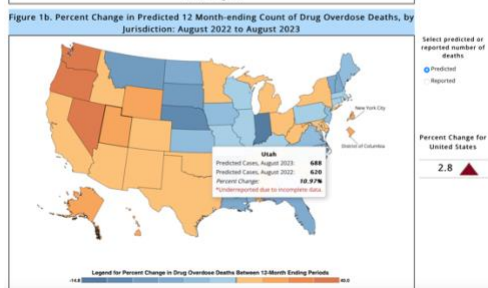 Figure 1b. Percent Change in Predicted 12 Month-ending Count of Drug Overdose Deaths, by
Jurisdiction: August 2022 to August 2023
Select predicted or
reported number of
deaths
Predicted
Reported
New York City
District of Columbia
Utah
Predicted Cases, August 2023: 688
Predicted Cases, August 2022: 620
Percent Change: 10.97%
*Underreported due to incomplete data.
Percent Change for
United States
2.8
Legend for Percent Change in Drug Overdose Deaths Between 12-Month Ending Periods